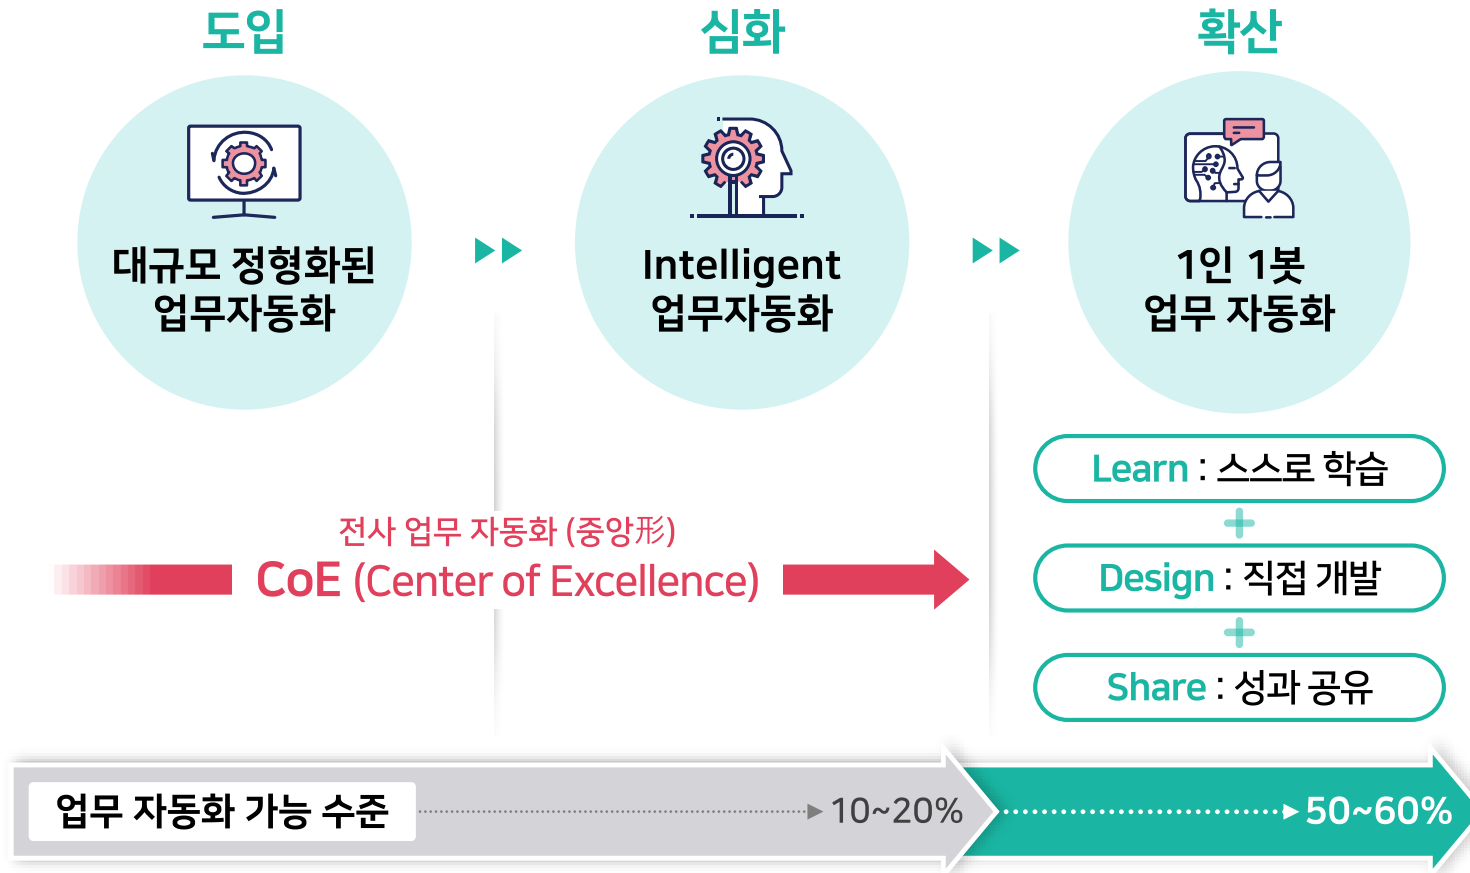 도입
대규모 정형화된
업무자동화
심화
Intelligent
업무자동화
확산
1인 1봇
업무 자동화
전사 업무 자동화 (중앙形)
CoE (Center of Excellence)
Learn : 스스로 학습
+
Design : 직접 개발
+
Share : 성과 공유
업무 자동화 가능 수준
10~20%
50~60%